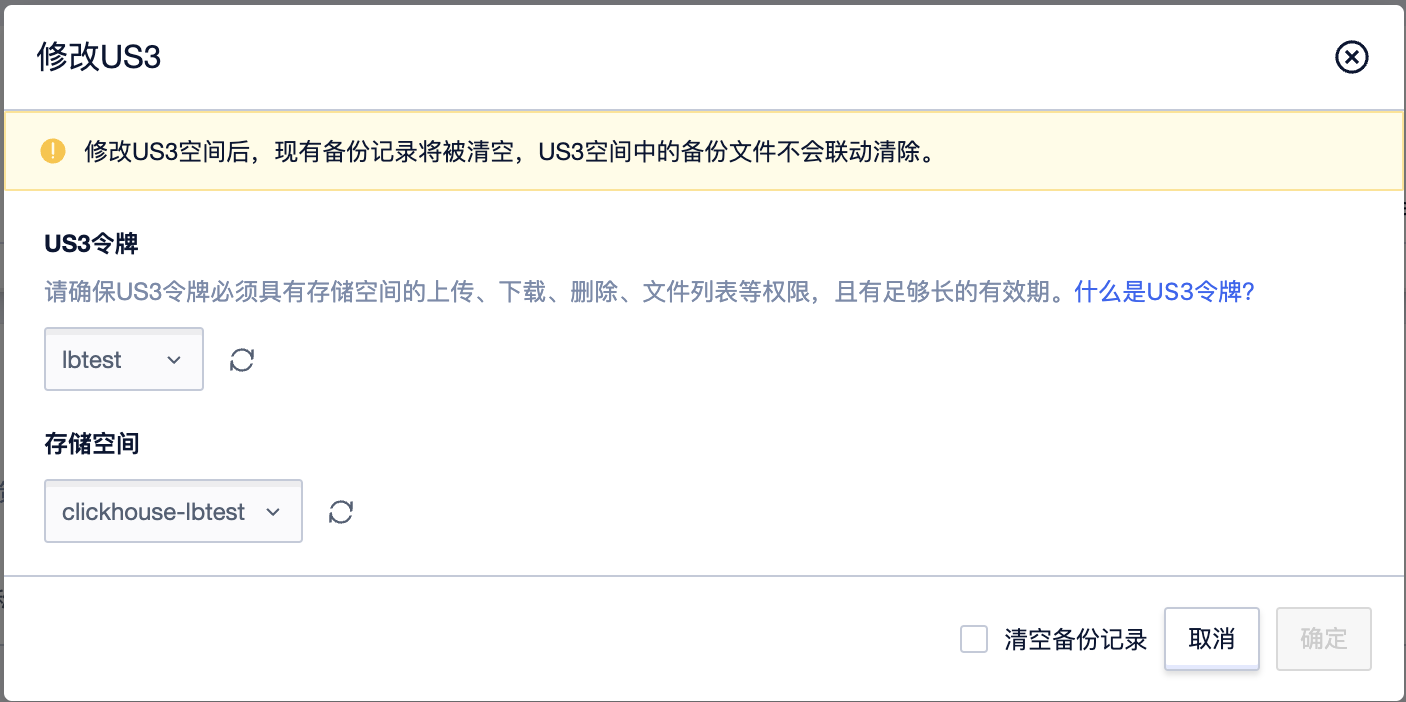 修改US3
修改US3空间后，现有备份记录将被清空，US3空间中的备份文件不会联动清除。
US3令牌
请确保US3令牌必须具有存储空间的上传、下载、删除、文件列表等权限，且有足够长的有效期。什么是US3令牌?
lbtest
存储空间
clickhouse-lbtest
清空备份记录 取消 确定